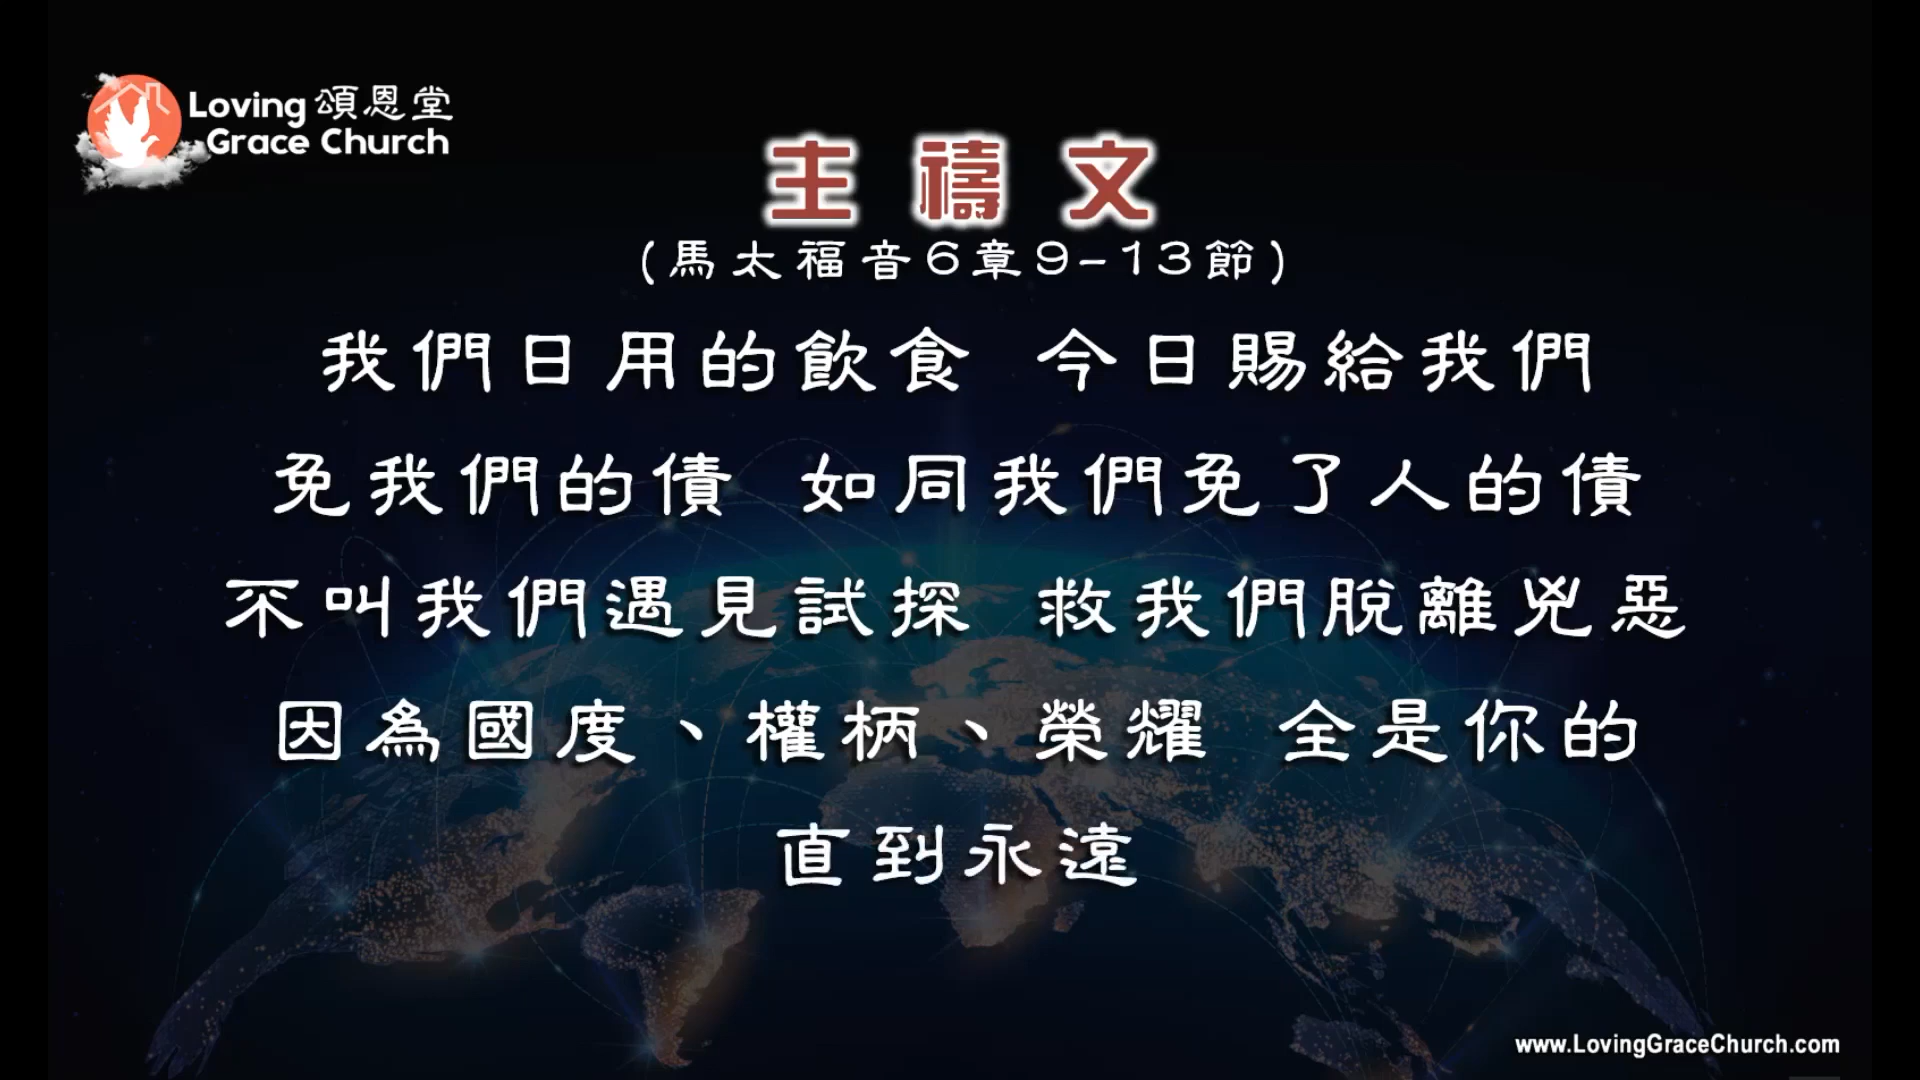 Loving 頌恩堂
Grace Church
主禱文
(馬太福音6章9-13節)
我們日用的飲食 今日賜給我們
免我們的債 如同我們免了人的債
不叫我們遇見試探 救我們脫離兇惡
因為國度、權柄、榮耀 全是你的
直到永遠
www.LovingGraceChurch.com